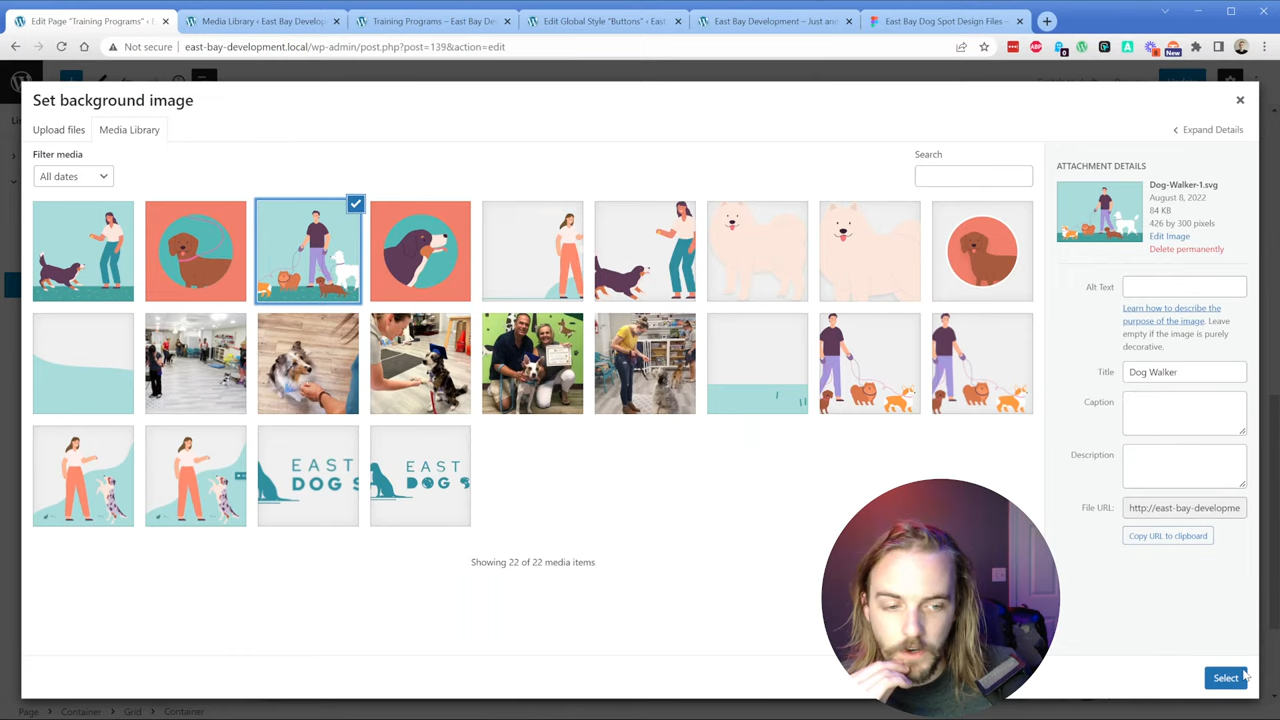 Edit Page "Training Programs" ‹ E
Media Library ‹ East Bay Develop
Training Programs – East Bay De
Edit Global Style "Buttons" ‹ East
East Bay Development – Just an
East Bay Dog Spot Design Files –
Not secure
east-bay-development.local/wp-admin/post.php?post=139&action=edit
New
Set background image
Upload files
Media Library
Expand Details
Filter media
All dates
Search
ATTACHMENT DETAILS
Dog-Walker-1.svg
August 8, 2022
84 KB
426 by 300 pixels
Edit Image
Delete permanently
Alt Text
Learn how to describe the
purpose of the image. Leave
empty if the image is purely
decorative.
Title
Dog Walker
Caption
Description
File URL:
http://east-bay-developme
Copy URL to clipboard
EAST
DOG S
EAST
DOG S
Showing 22 of 22 media items
Select
Page
Container
Grid
Container